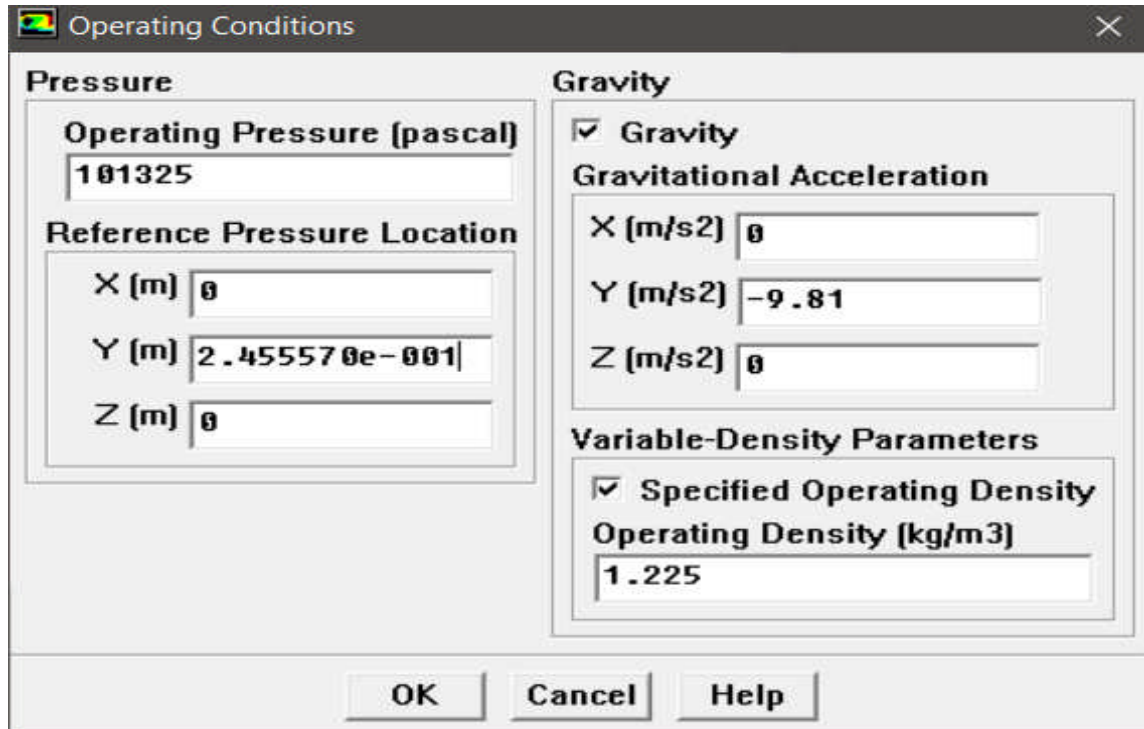 Operating Conditions
Pressure
Operating Pressure (pascal)
101325
Reference Pressure Location
X (m) 0
Y (m) 2.455570e-001
Z (m) 0
Gravity
Gravity
Gravitational Acceleration
X (m/s2) 0
Y (m/s2) -9.81
Z (m/s2) 0
Variable-Density Parameters
Specified Operating Density
Operating Density (kg/m3)
1.225
OK Cancel Help